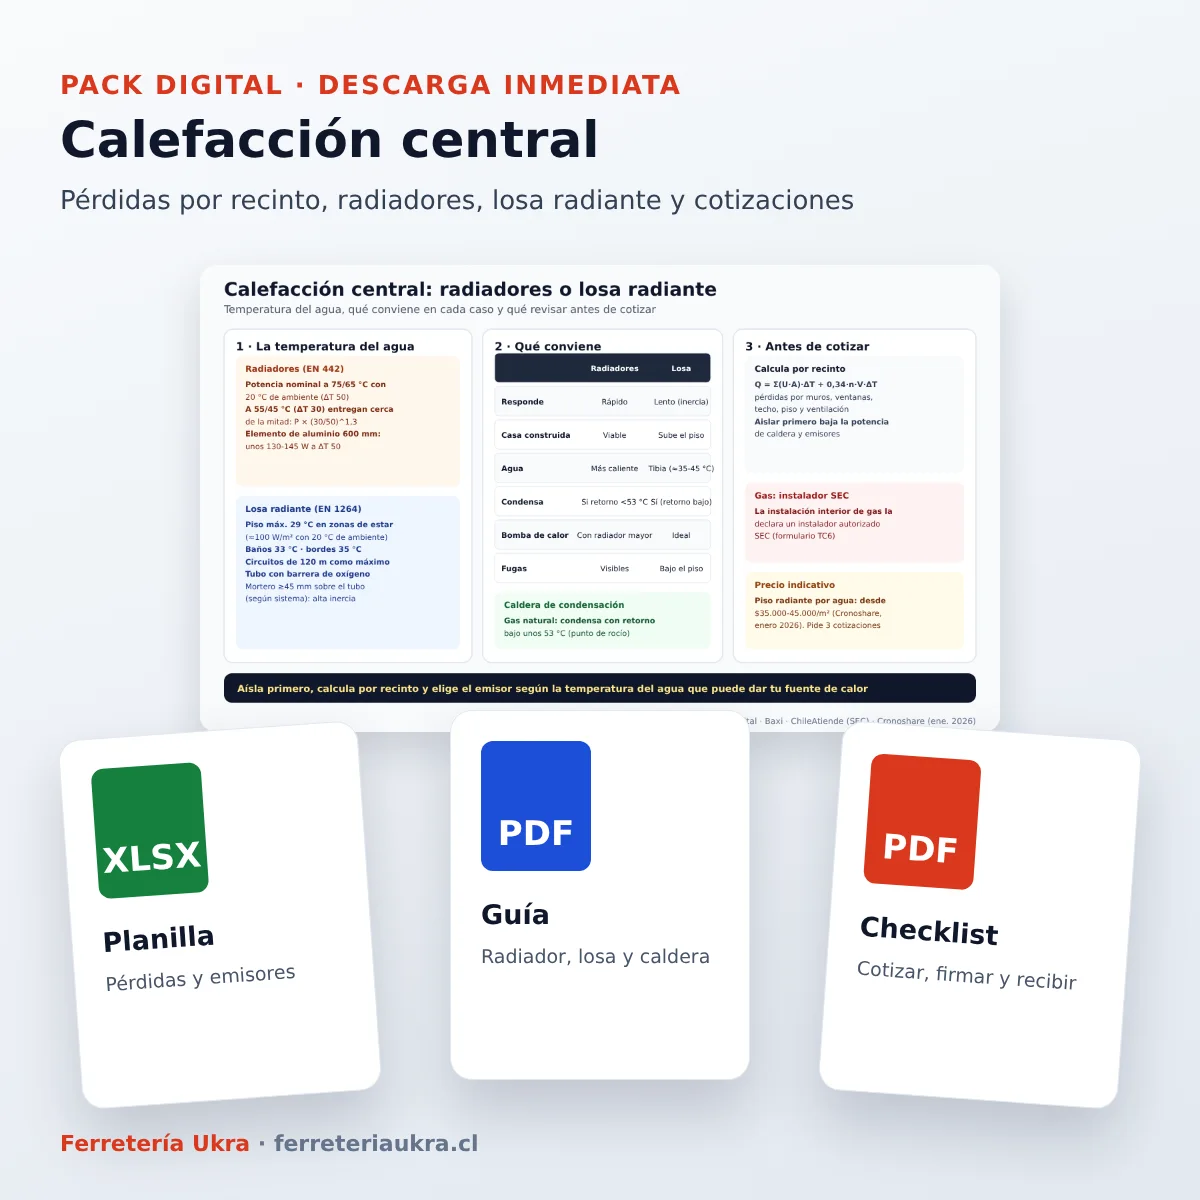 PACK DIGITAL · DESCARGA INMEDIATA
Calefacción central
Pérdidas por recinto, radiadores, losa radiante y cotizaciones
Calefacción central: radiadores o losa radiante
Temperatura del agua, qué conviene en cada caso y qué revisar antes de cotizar
1 · La temperatura del agua
Radiadores (EN 442)
Potencia nominal a 75/65 °C con
20 °C de ambiente (ΔT 50)
A 55/45 °C (ΔT 30) entregan cerca
de la mitad: P × (30/50)^1,3
Elemento de aluminio 600 mm:
unos 130-145 W a ΔT 50
Losa radiante (EN 1264)
Piso máx. 29 °C en zonas de estar
(≈100 W/m² con 20 °C de ambiente)
Baños 33 °C · bordes 35 °C
Circuitos de 120 m como máximo
Tubo con barrera de oxígeno
Mortero ≥45 mm sobre el tubo
(según sistema): alta inercia
2 · Qué conviene
Radiadores Losa
Responde Rápido Lento (inercia)
Casa construida Viable Sube el piso
Agua Más caliente Tibia (≈35-45 °C)
Condensa Si retorno <53 °C Sí (retorno bajo)
Bomba de calor Con radiador mayor Ideal
Fugas Visibles Bajo el piso
Caldera de condensación
Gas natural: condensa con retorno
bajo unos 53 °C (punto de rocío)
3 · Antes de cotizar
Calcula por recinto
Q = Σ(U·A)·ΔT + 0,34·n·V·ΔT
pérdidas por muros, ventanas,
techo, piso y ventilación
Aislar primero baja la potencia
de caldera y emisores
Gas: instalador SEC
La instalación interior de gas la
declara un instalador autorizado
SEC (formulario TC6)
Precio indicativo
Piso radiante por agua: desde
$35.000-45.000/m² (Cronoshare,
enero 2026). Pide 3 cotizaciones
Aísla primero, calcula por recinto y elige el emisor según la temperatura del agua que puede dar tu fuente de calor
· Baxi · ChileAtiende (SEC) · Cronoshare (ene. 2026)
XLSX
Planilla
Pérdidas y emisores
PDF
Guía
Radiador, losa y caldera
PDF
Checklist
Cotizar, firmar y recibir
Ferretería Ukra · ferreteriaukra.cl